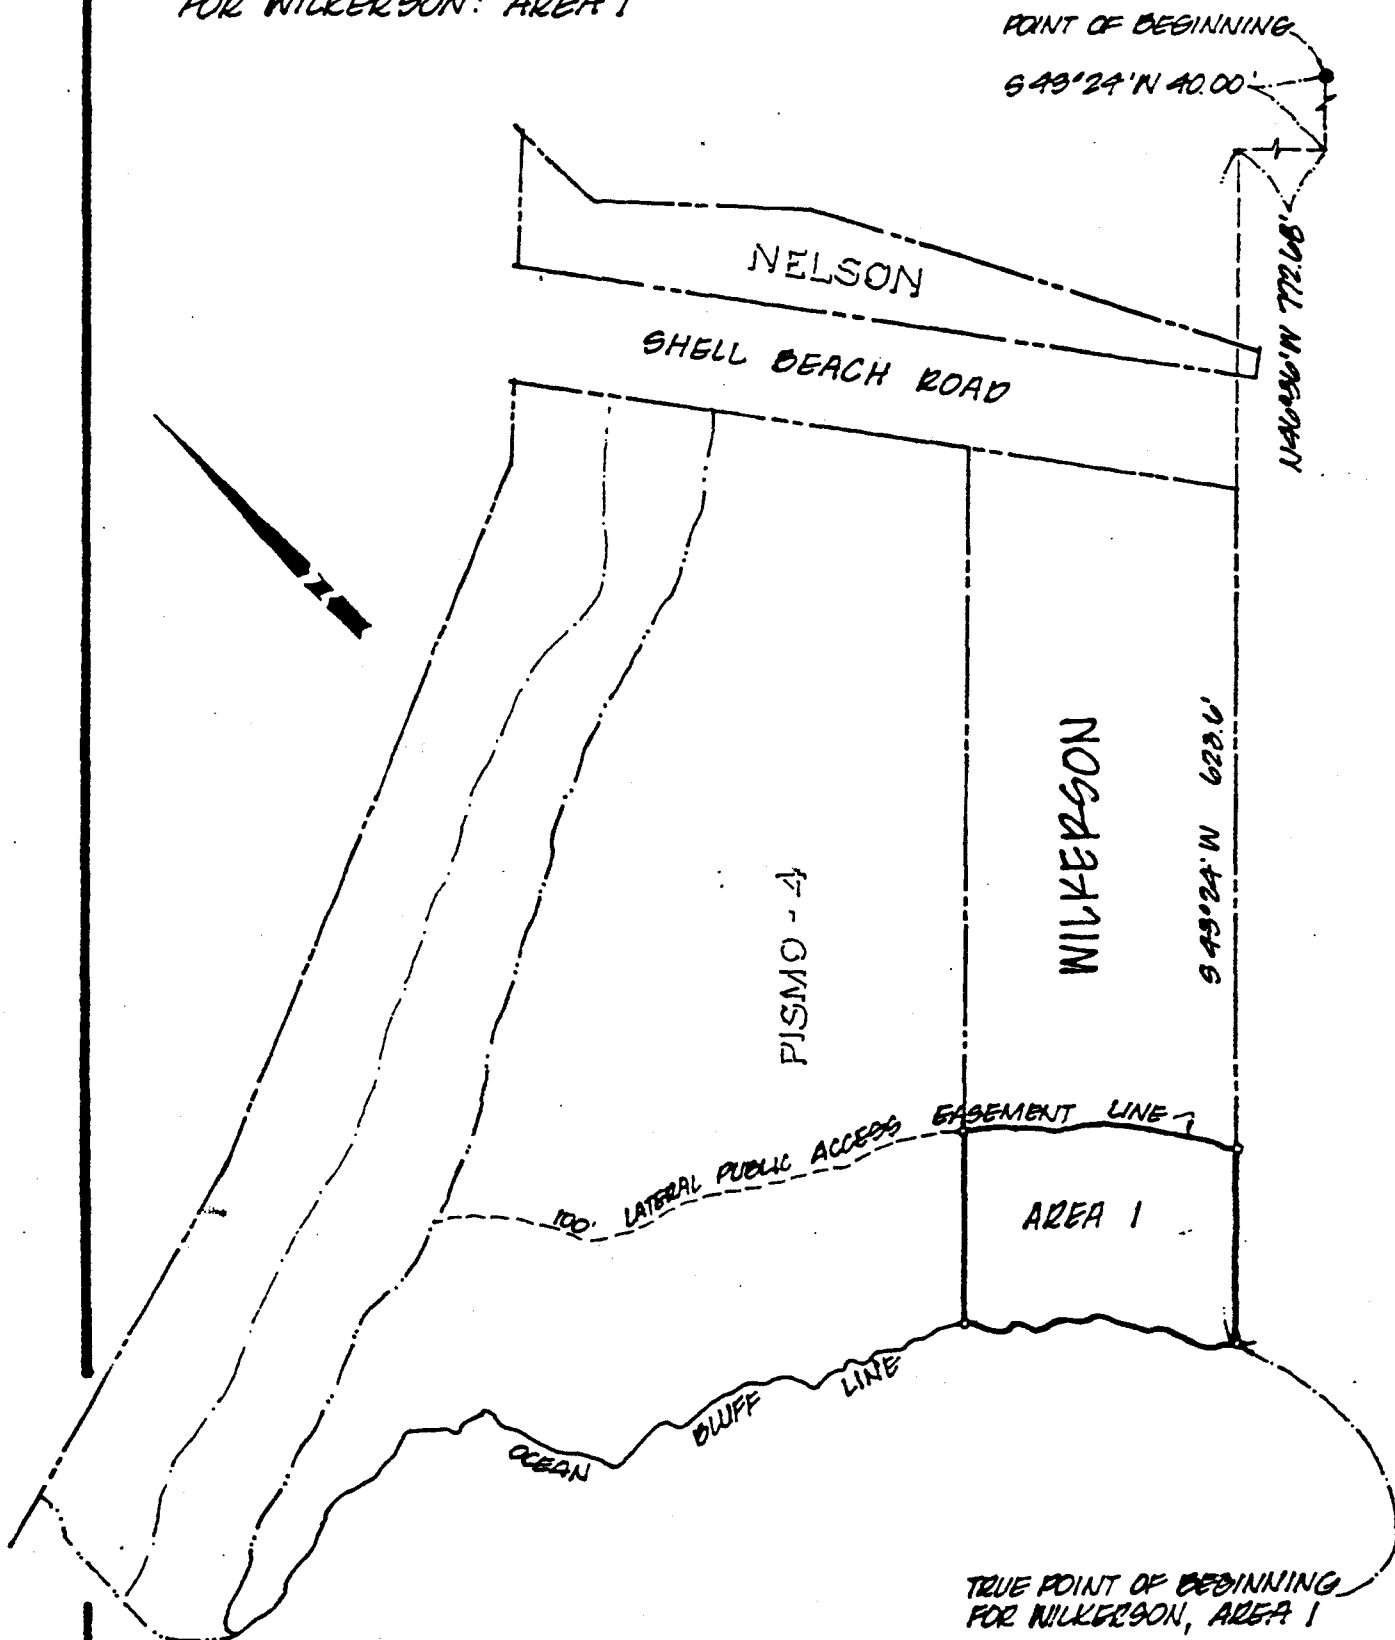 FOR WILKERSON: AREA 1
POINT OF BEGINNING
S 43°24' W 40.00'
N46°36'W 772.68'
NELSON
SHELL BEACH ROAD
N
WILKERSON
S 43°24' W 623.6'
PISMO - 4
100' LATERAL PUBLIC ACCESS EASEMENT LINE
AREA 1
OCEAN BLUFF LINE
TRUE POINT OF BEGINNING
FOR WILKERSON, AREA 1